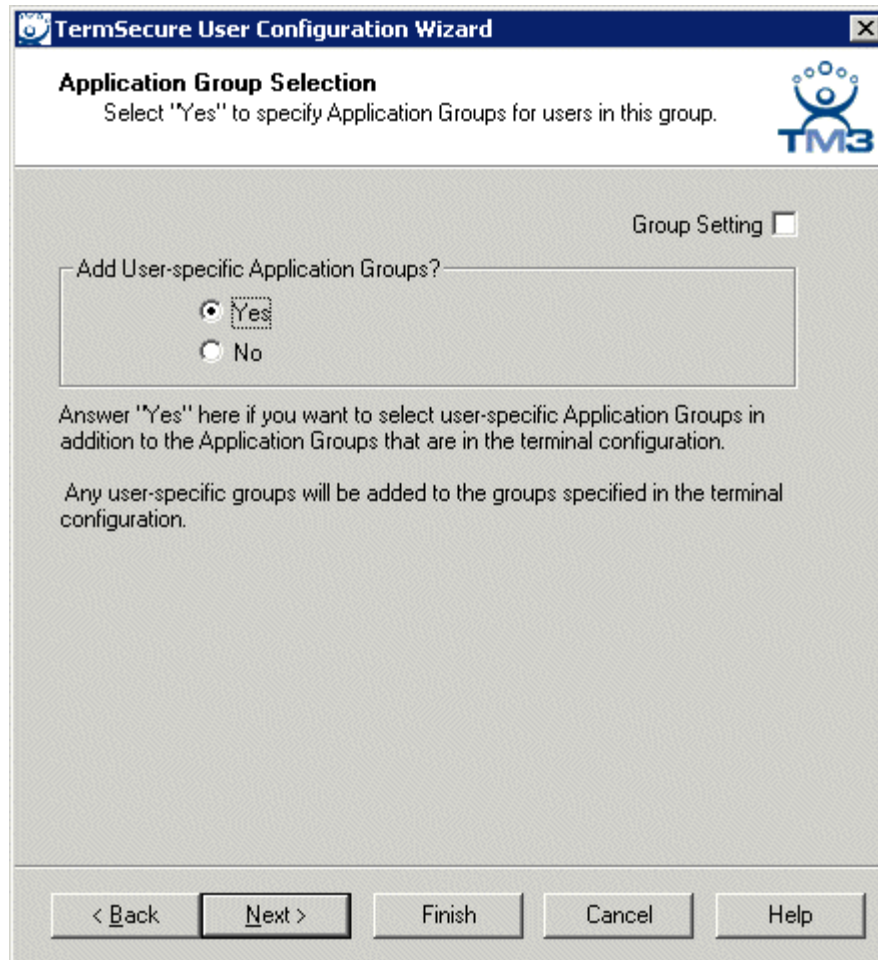 TermSecure User Configuration Wizard
Application Group Selection
Select "Yes" to specify Application Groups for users in this group.
TM3
Group Setting
Add User-specific Application Groups?
Yes
No
Answer "Yes" here if you want to select user-specific Application Groups in
addition to the Application Groups that are in the terminal configuration.
Any user-specific groups will be added to the groups specified in the terminal
configuration.
< Back Next > Finish Cancel Help